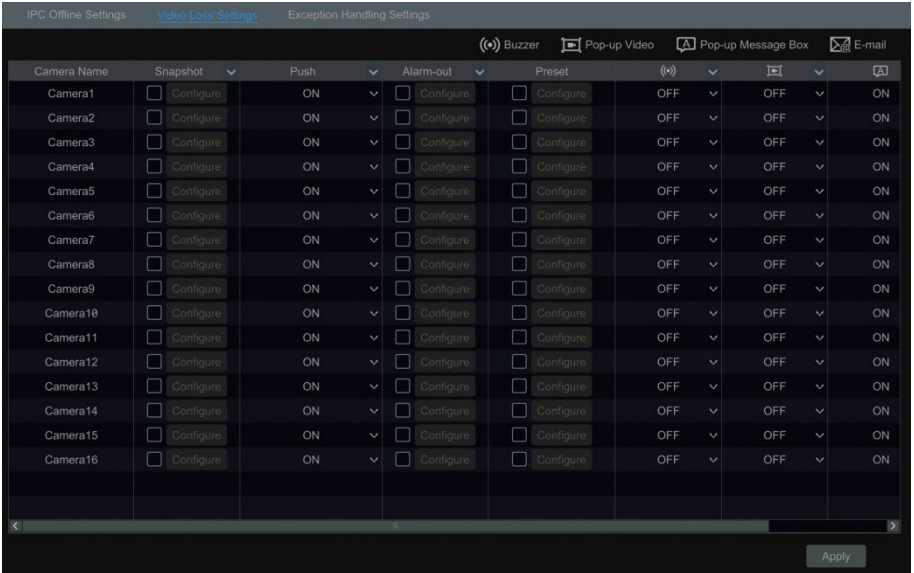 IPC Offline Settings Video Loss Settings Exception Handling Settings
Buzzer Pop-up Video Pop-up Message Box E-mail
Camera Name Snapshot Push Alarm-out Preset
Camera1 Configure ON Configure Configure OFF OFF ON
Camera2 Configure ON Configure Configure OFF OFF ON
Camera3 Configure ON Configure Configure OFF OFF ON
Camera4 Configure ON Configure Configure OFF OFF ON
Camera5 Configure ON Configure Configure OFF OFF ON
Camera6 Configure ON Configure Configure OFF OFF ON
Camera7 Configure ON Configure Configure OFF OFF ON
Camera8 Configure ON Configure Configure OFF OFF ON
Camera9 Configure ON Configure Configure OFF OFF ON
Camera10 Configure ON Configure Configure OFF OFF ON
Camera11 Configure ON Configure Configure OFF OFF ON
Camera12 Configure ON Configure Configure OFF OFF ON
Camera13 Configure ON Configure Configure OFF OFF ON
Camera14 Configure ON Configure Configure OFF OFF ON
Camera15 Configure ON Configure Configure OFF OFF ON
Camera16 Configure ON Configure Configure OFF OFF ON
Apply